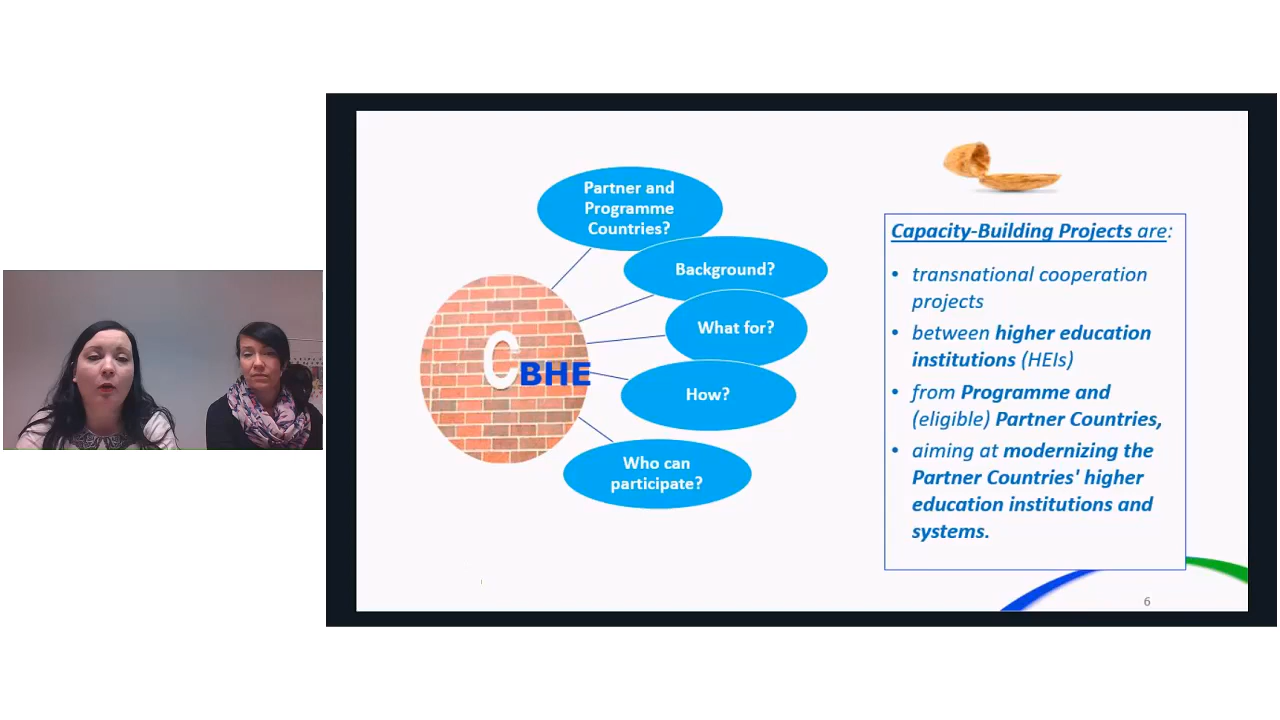 Partner and
Programme
Countries?
Background?
What for?
How?
Who can
participate?
CBHE
Capacity-Building Projects are:
• transnational cooperation
projects
• between higher education
institutions (HEIs)
• from Programme and
(eligible) Partner Countries,
• aiming at modernizing the
Partner Countries' higher
education institutions and
systems.
6